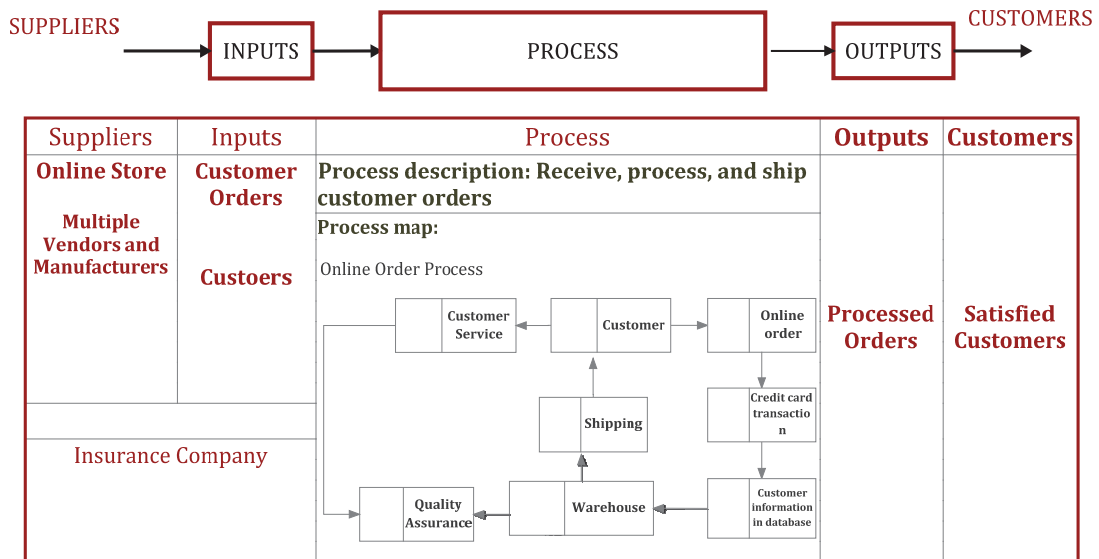 SUPPLIERS
INPUTS
PROCESS
OUTPUTS
CUSTOMERS
Suppliers
Inputs
Process
Outputs
Customers
Online Store
Multiple
Vendors and
Manufacturers
Customer
Orders
Custoers
Process description: Receive, process, and ship
customer orders
Process map:
Online Order Process
Customer
Service
Customer
Online
order
Credit card
transactio
n
Shipping
Quality
Assurance
Warehouse
Customer
information
in database
Processed
Orders
Satisfied
Customers
Insurance Company